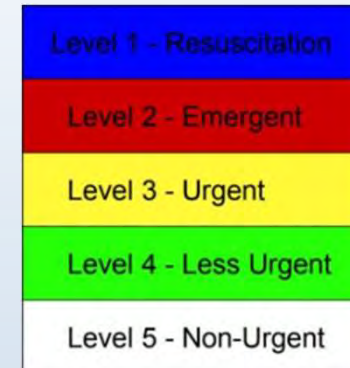 Level 1 - Resuscitation
Level 2 - Emergent
Level 3 - Urgent
Level 4 - Less Urgent
Level 5 - Non-Urgent